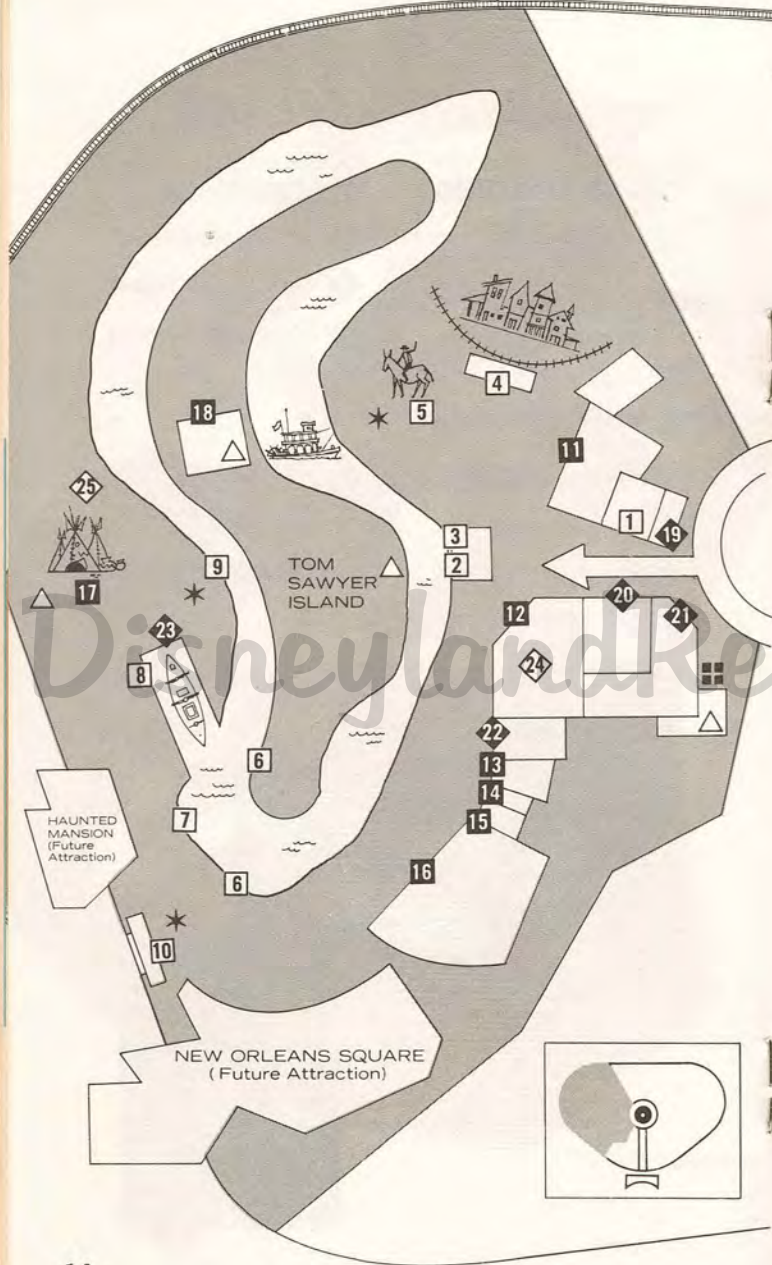 4
18
5
11
25
1
3
19
9
TOM
SAWYER
ISLAND
2
17
20
12
21
23
24
8
DisneylandRe
22
6
13
14
7
15
HAUNTED
MANSION
(Future
Attraction)
16
6
10
NEW ORLEANS SQUARE
(Future Attraction)